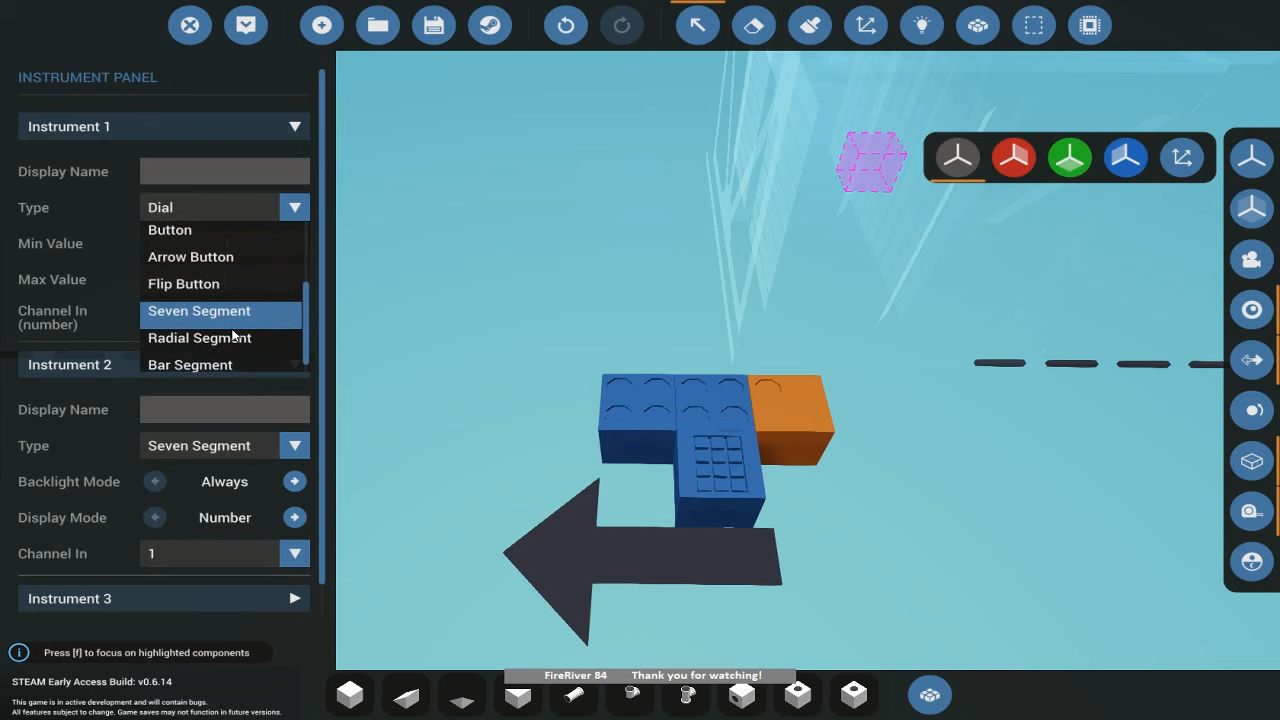 INSTRUMENT PANEL
Instrument 1
Display Name
Type Dial
Button
Min Value
Arrow Button
Max Value
Flip Button
Channel In
(number)
Seven Segment
Radial Segment
Instrument 2
Bar Segment
Display Name
Type Seven Segment
Backlight Mode Always
Display Mode Number
Channel In 1
Instrument 3
Press [f] to focus on highlighted components
STEAM Early Access Build: v0.6.14
This game is in active development and will contain bugs.
All features subject to change. Game saves may not function in future versions.
FireRiver 84 Thank you for watching!